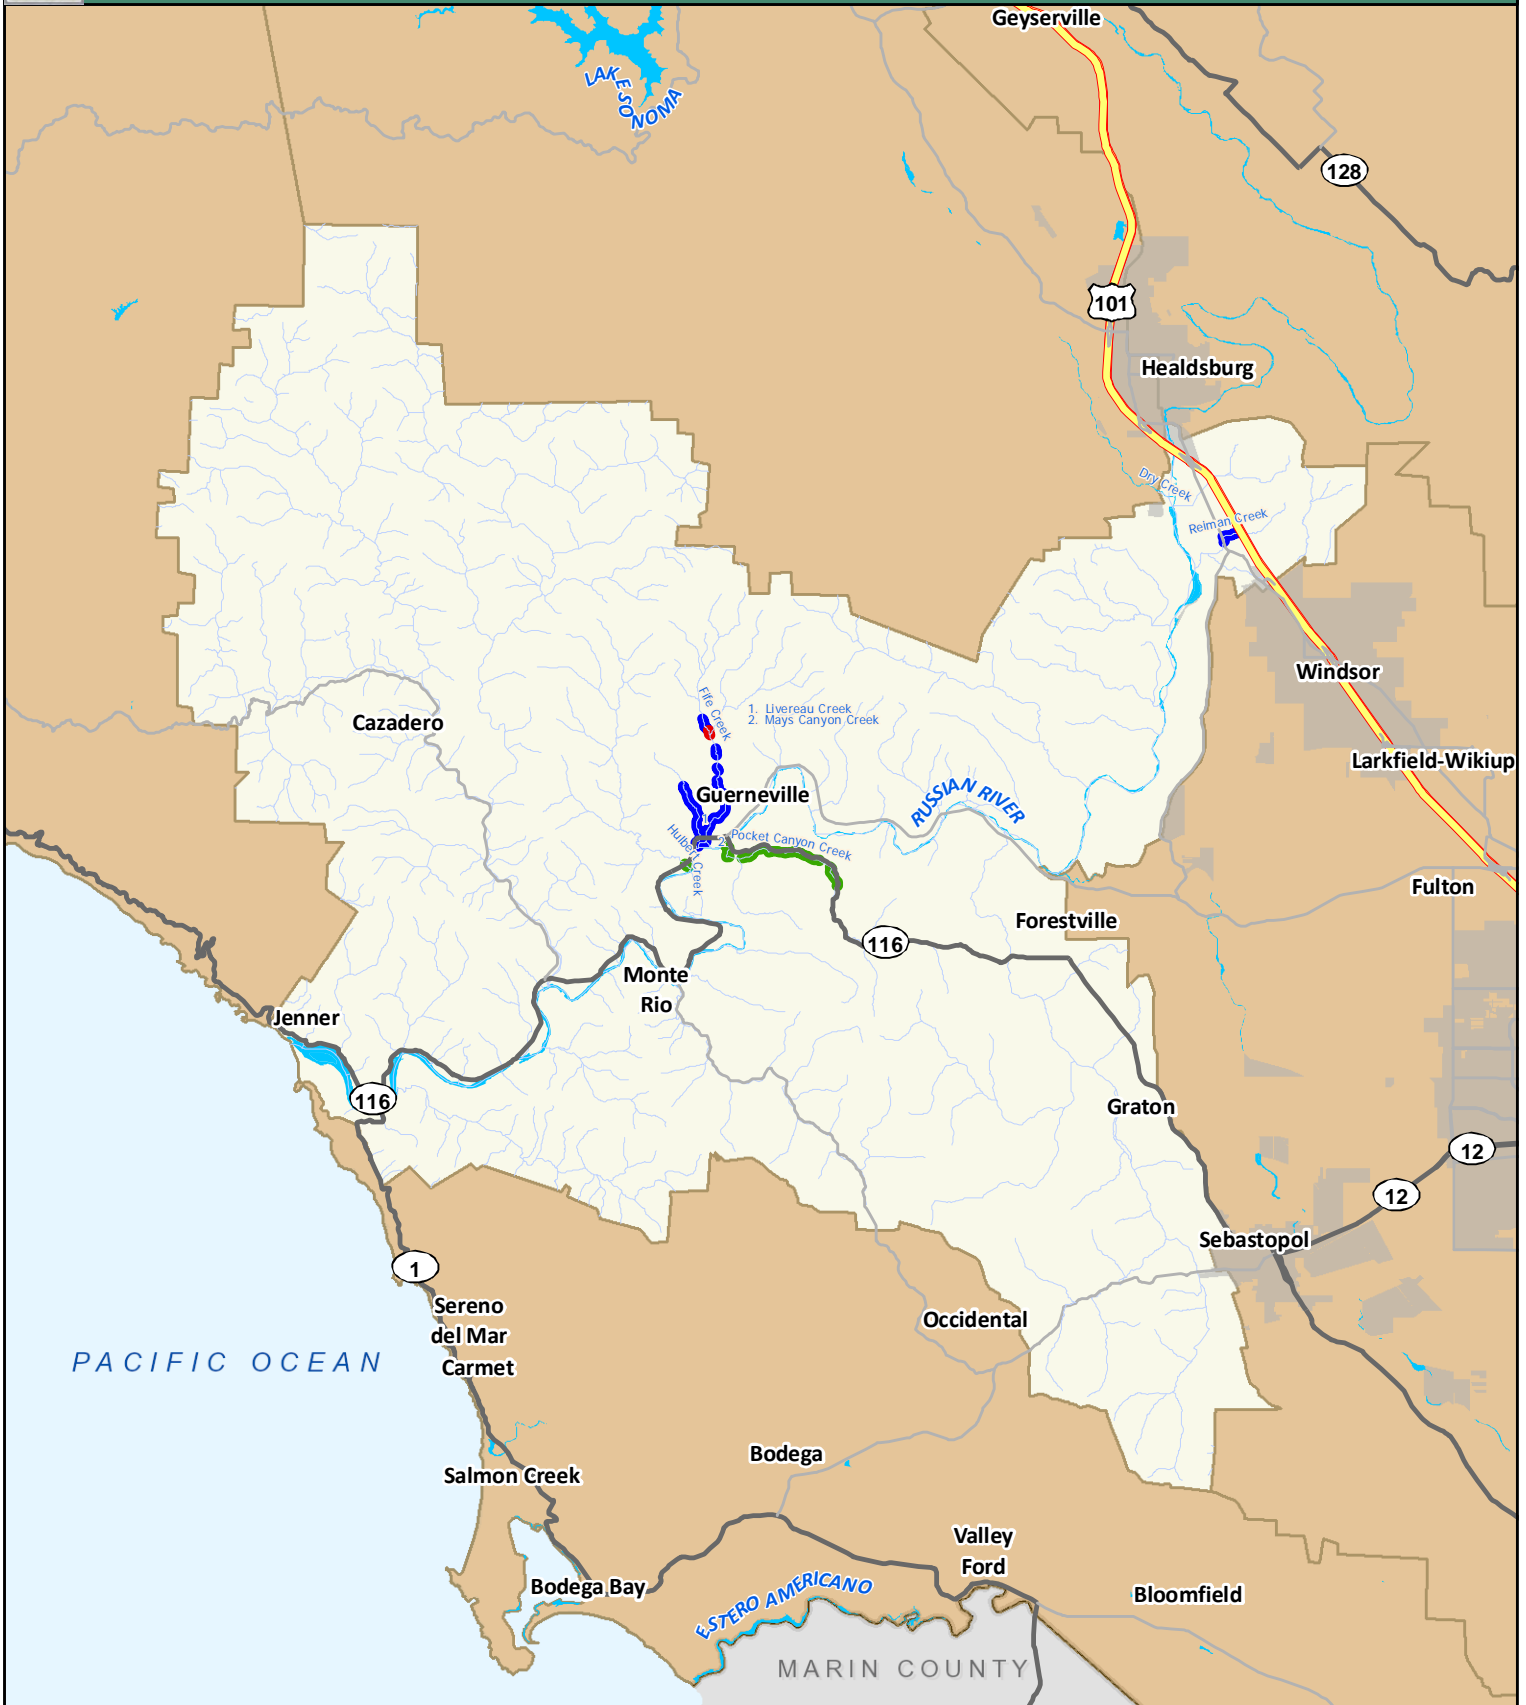 Geyserville
LAKE SONOMA
128
101
Healdsburg
Dry Creek
Reiman Creek
Windsor
Fife Creek
1. Livereau Creek
2. Mays Canyon Creek
Cazadero
Larkfield-Wikiup
Guerneville
RUSSIAN RIVER
1
2
Hulbert Creek
Pocket Canyon Creek
Fulton
Forestville
116
Monte
Rio
Jenner
116
Graton
12
12
Sebastopol
1
Sereno
del Mar
Carmet
Occidental
PACIFIC OCEAN
Bodega
Salmon Creek
Valley
Ford
Bodega Bay
ESTERO AMERICANO
Bloomfield
MARIN COUNTY